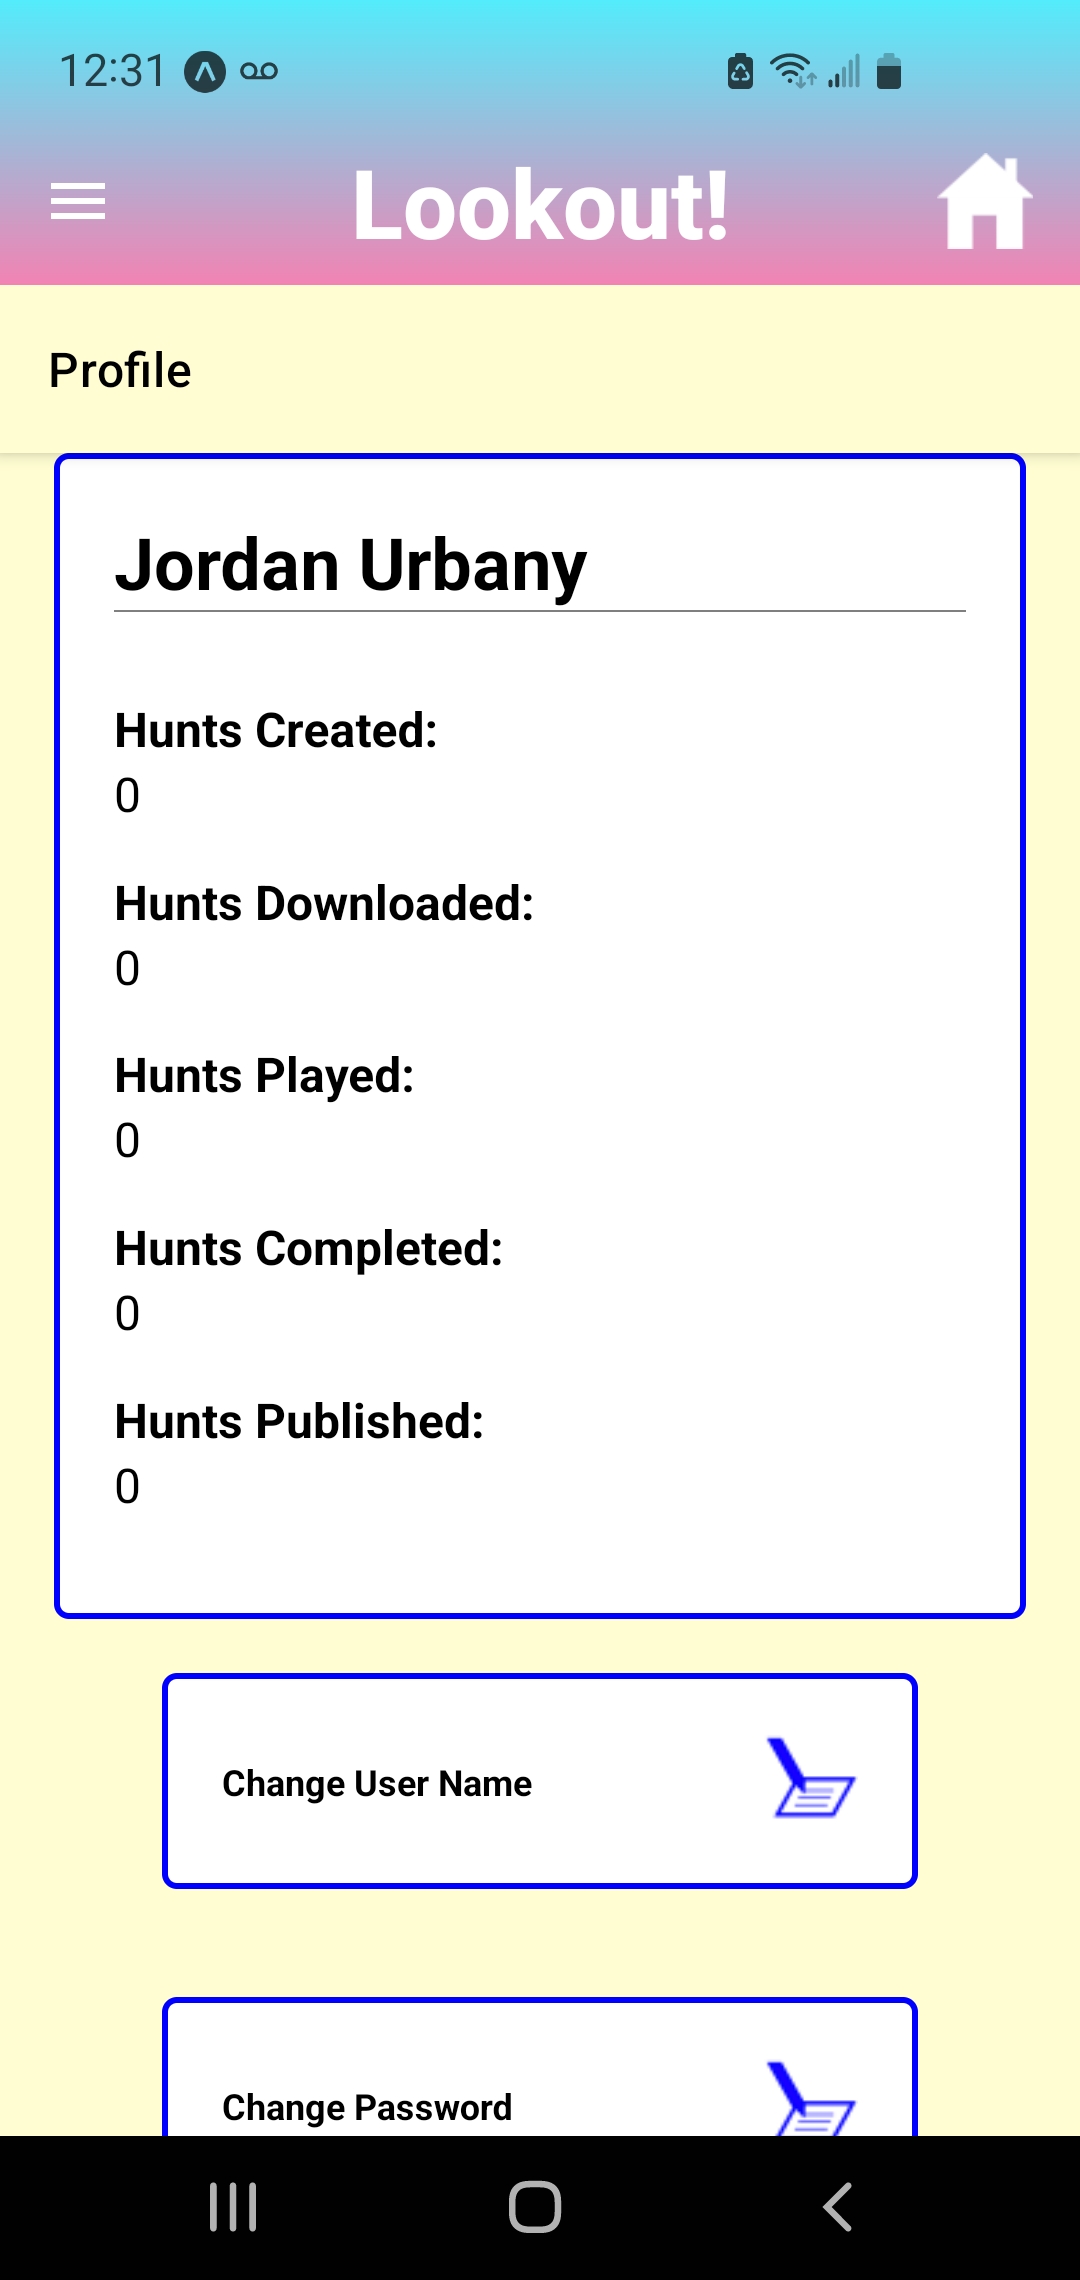 12:31
Lookout!
Profile
Jordan Urbany
Hunts Created:
0
Hunts Downloaded:
0
Hunts Played:
0
Hunts Completed:
0
Hunts Published:
0
Change User Name
Change Password